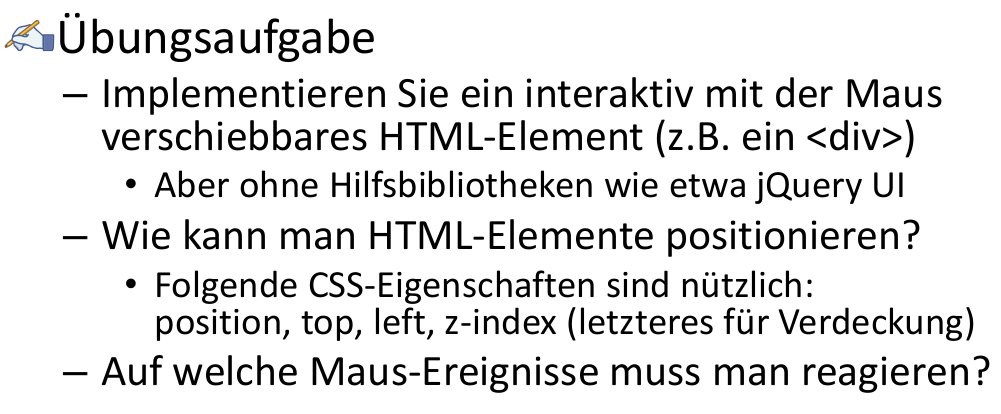 Übungsaufgabe
– Implementieren Sie ein interaktiv mit der Maus
verschiebbares HTML-Element (z.B. ein <div>)
• Aber ohne Hilfsbibliotheken wie etwa jQuery UI
– Wie kann man HTML-Elemente positionieren?
• Folgende CSS-Eigenschaften sind nützlich:
position, top, left, z-index (letzteres für Verdeckung)
– Auf welche Maus-Ereignisse muss man reagieren?